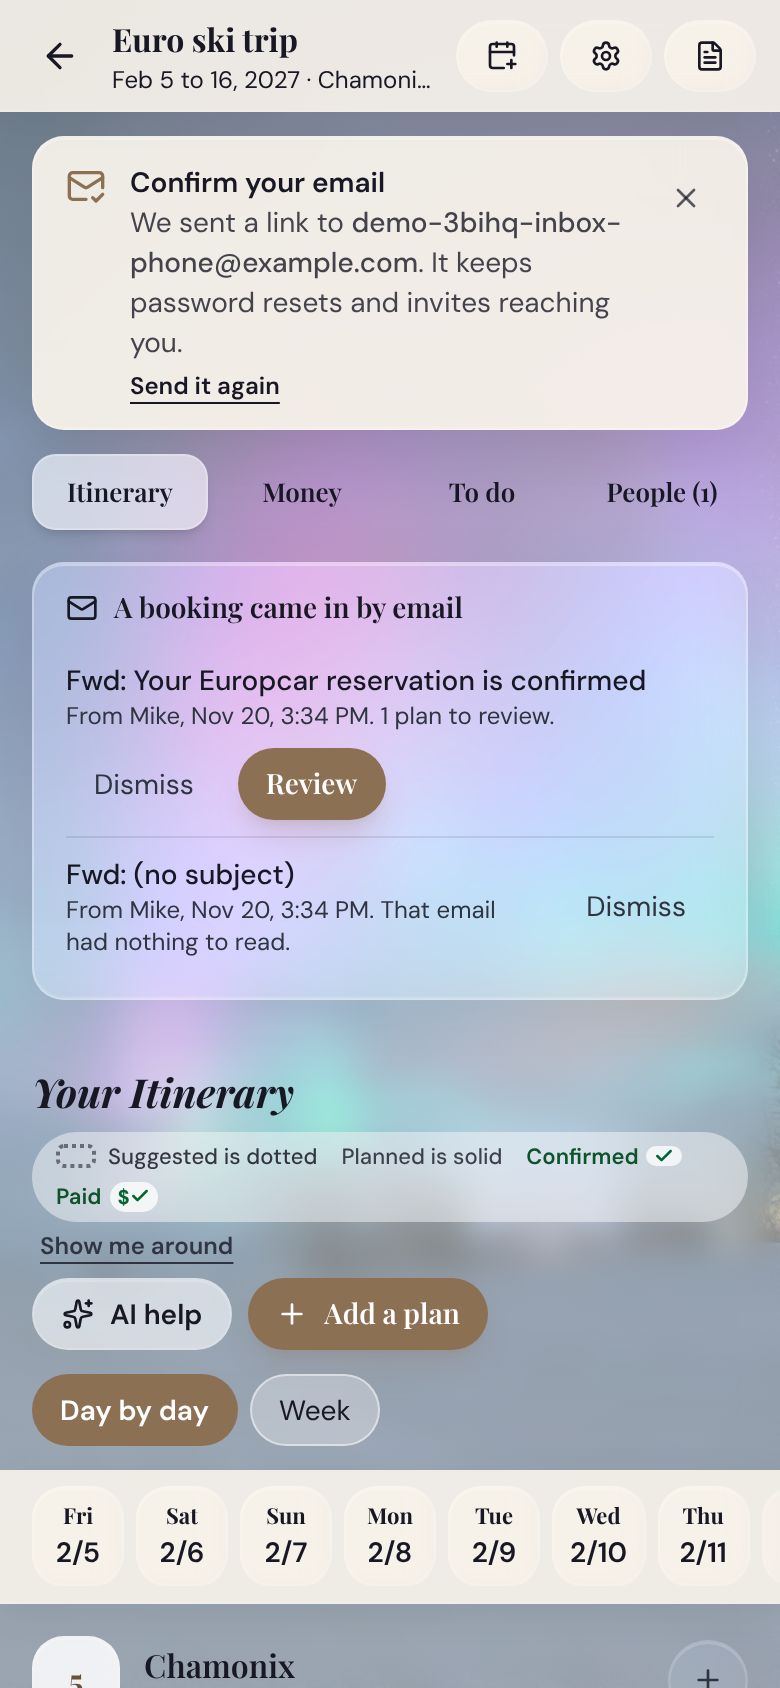 Euro ski trip
Feb 5 to 16, 2027 · Chamoni...
Confirm your email
We sent a link to demo-3bihq-inbox-
phone@example.com. It keeps
password resets and invites reaching
you.
Send it again
Itinerary
Money
To do
People (1)
A booking came in by email
Fwd: Your Europcar reservation is confirmed
From Mike, Nov 20, 3:34 PM. 1 plan to review.
Dismiss
Review
Fwd: (no subject)
From Mike, Nov 20, 3:34 PM. That email
had nothing to read.
Dismiss
Your Itinerary
Suggested is dotted Planned is solid Confirmed ✓
Paid $✓
Show me around
AI help
+ Add a plan
Day by day
Week
Fri Sat Sun Mon Tue Wed Thu
2/5 2/6 2/7 2/8 2/9 2/10 2/11
5
Chamonix
+